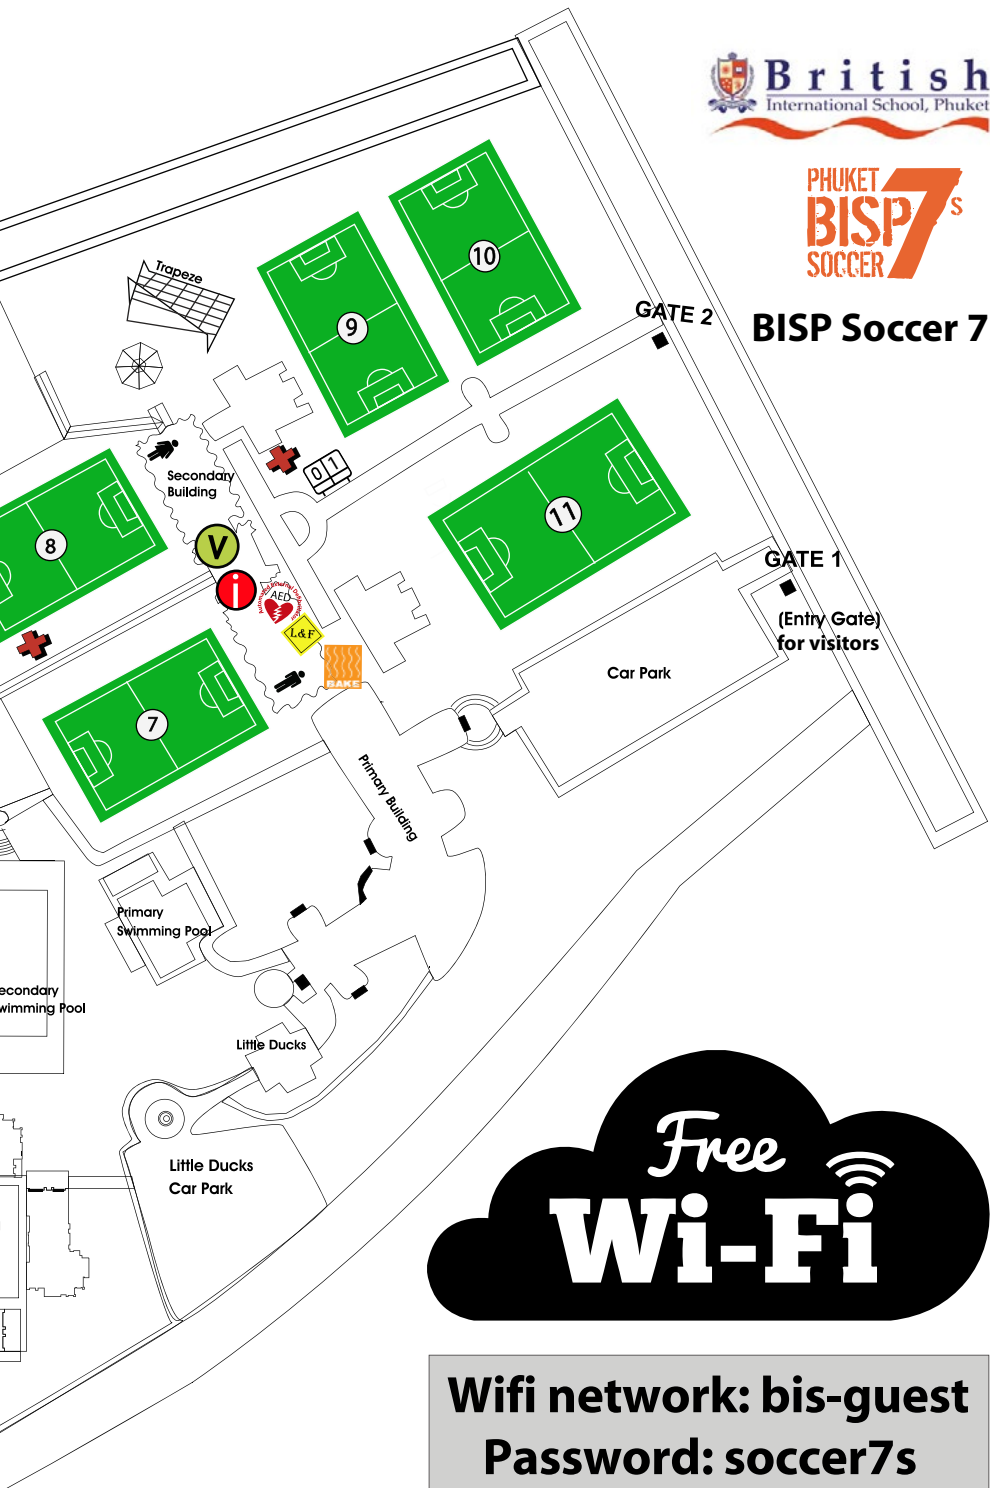 British
International School, Phuket
PHUKET
BISP7s
SOCCER
BISP Soccer 7
10
9
Trapeze
GATE 2
Secondary
Building
0 1
8
11
V
i
AED
L&F
BAKE
GATE 1
(Entry Gate)
for visitors
Car Park
7
Primary Building
Primary
Swimming Pool
econdary
wimming Pool
Little Ducks
Little Ducks
Car Park
Free
Wi-Fi
Wifi network: bis-guest
Password: soccer7s